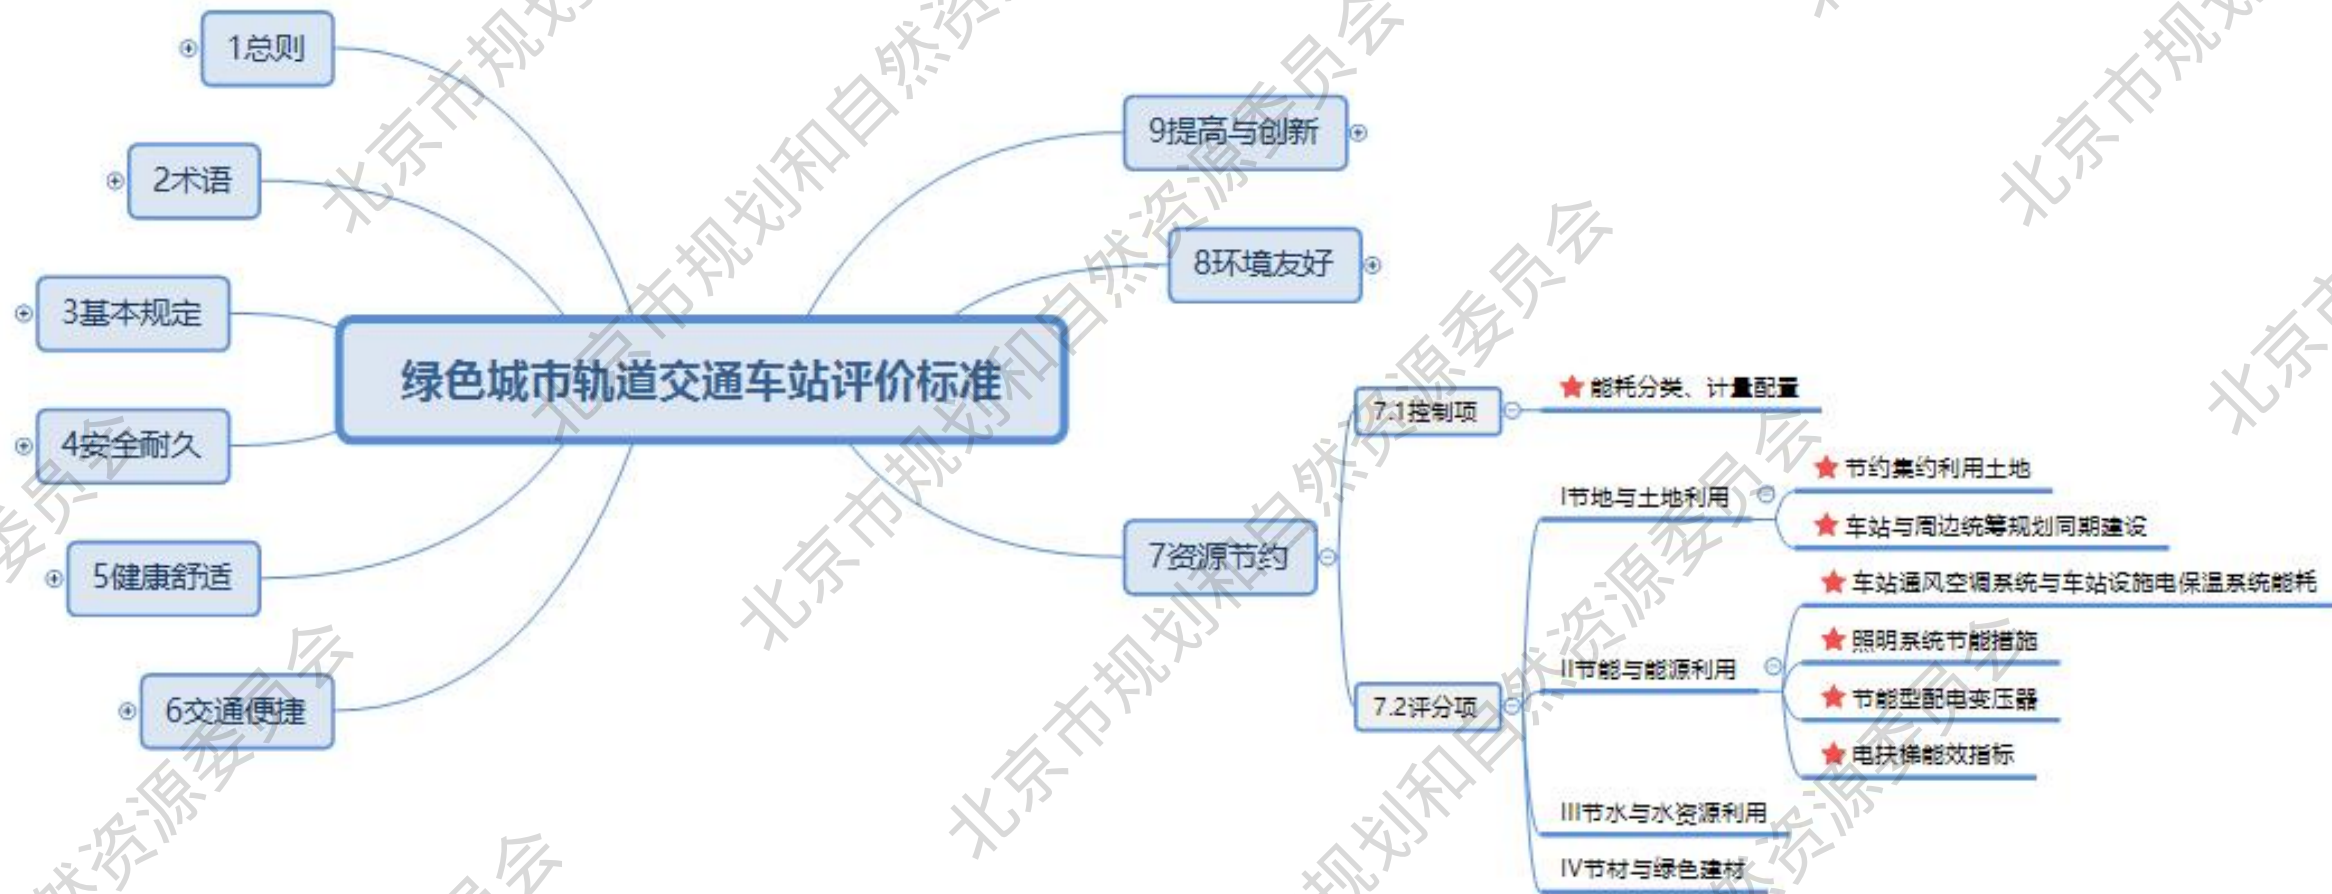 1总则
2术语
3基本规定
4安全耐久
5健康舒适
6交通便捷
绿色城市轨道交通车站评价标准
9提高与创新
8环境友好
7资源节约
7.1控制项
能耗分类、计量配置
7.2评分项
I节地与土地利用
节约集约利用土地
车站与周边统筹规划同期建设
II节能与能源利用
车站通风空调系统与车站设施电保温系统能耗
照明系统节能措施
节能型配电变压器
电扶梯能效指标
III节水与水资源利用
IV节材与绿色建材
北京市规划和自然资源委员会